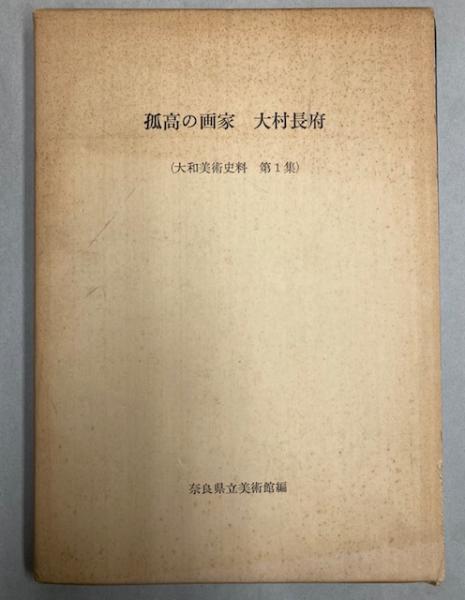 孤高の画家　大村長府
(大和美術史料　第1集)
奈良県立美術館編